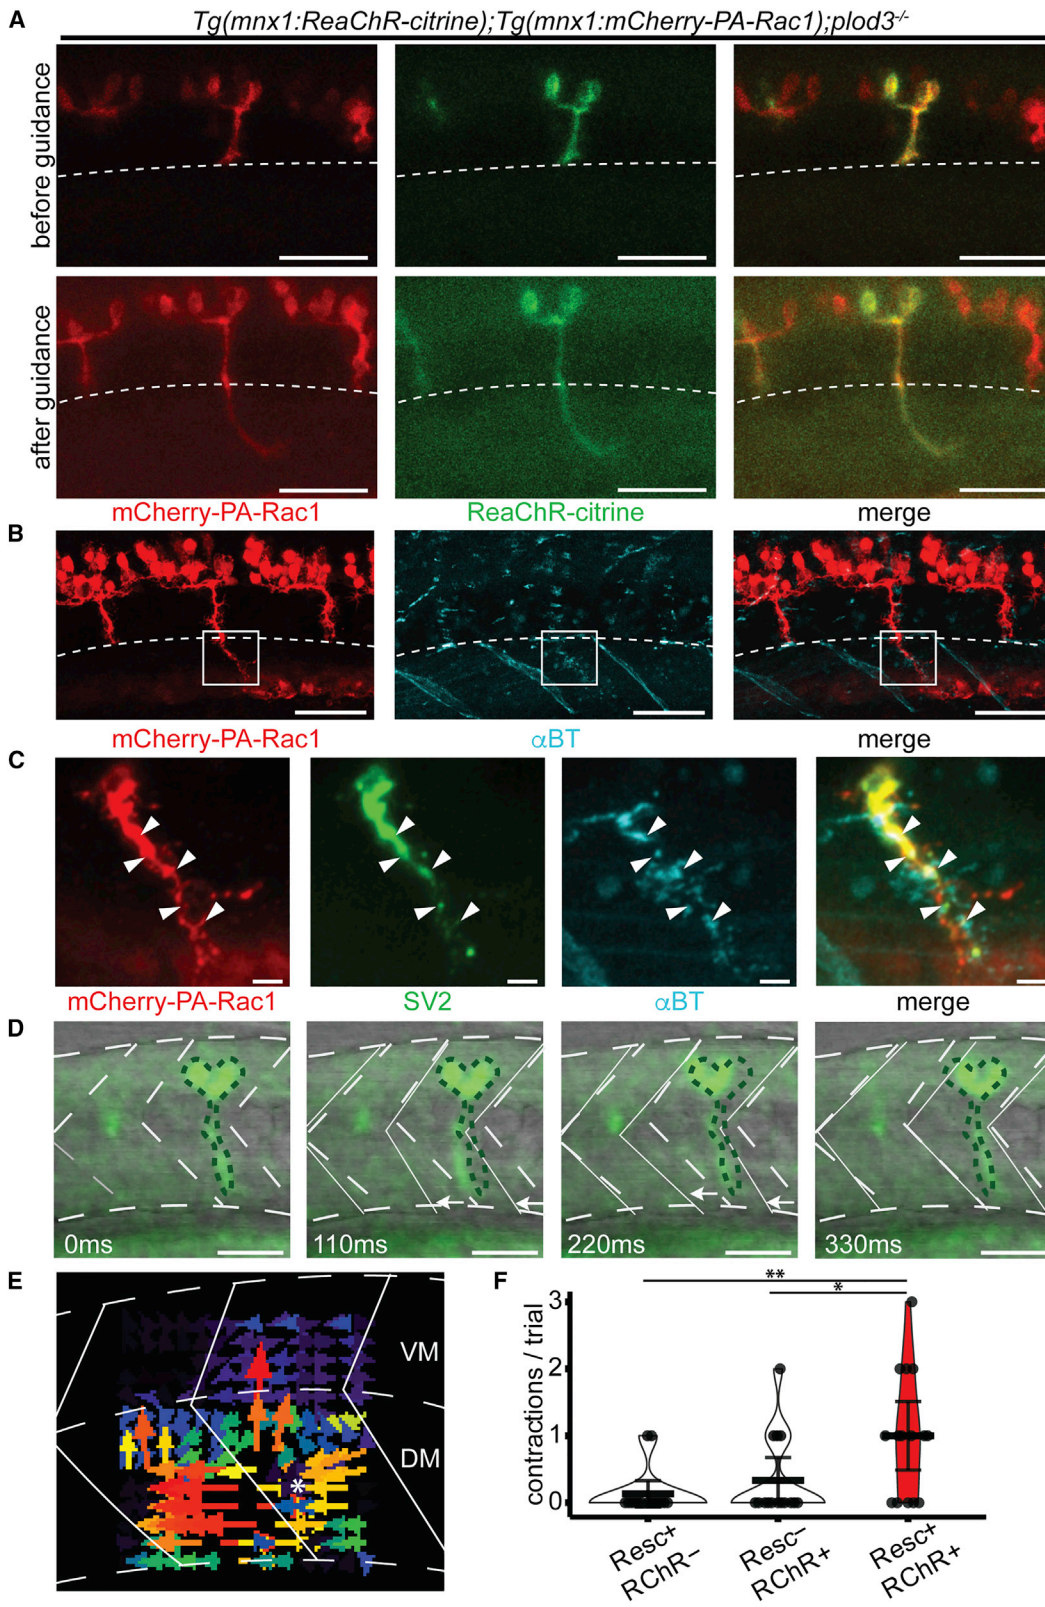 A
Tg(mnx1:ReaChR-citrine);Tg(mnx1:mCherry-PA-Rac1);plod3-/-
before guidance
after guidance
mCherry-PA-Rac1 ReaChR-citrine merge
B
mCherry-PA-Rac1 αBT merge
C
mCherry-PA-Rac1 SV2 αBT merge
D
0ms 110ms 220ms 330ms
E
VM
DM
*
F
** 
*
contractions / trial
3
2
1
0
Resc+ RChR−
Resc− RChR+
Resc+ RChR+